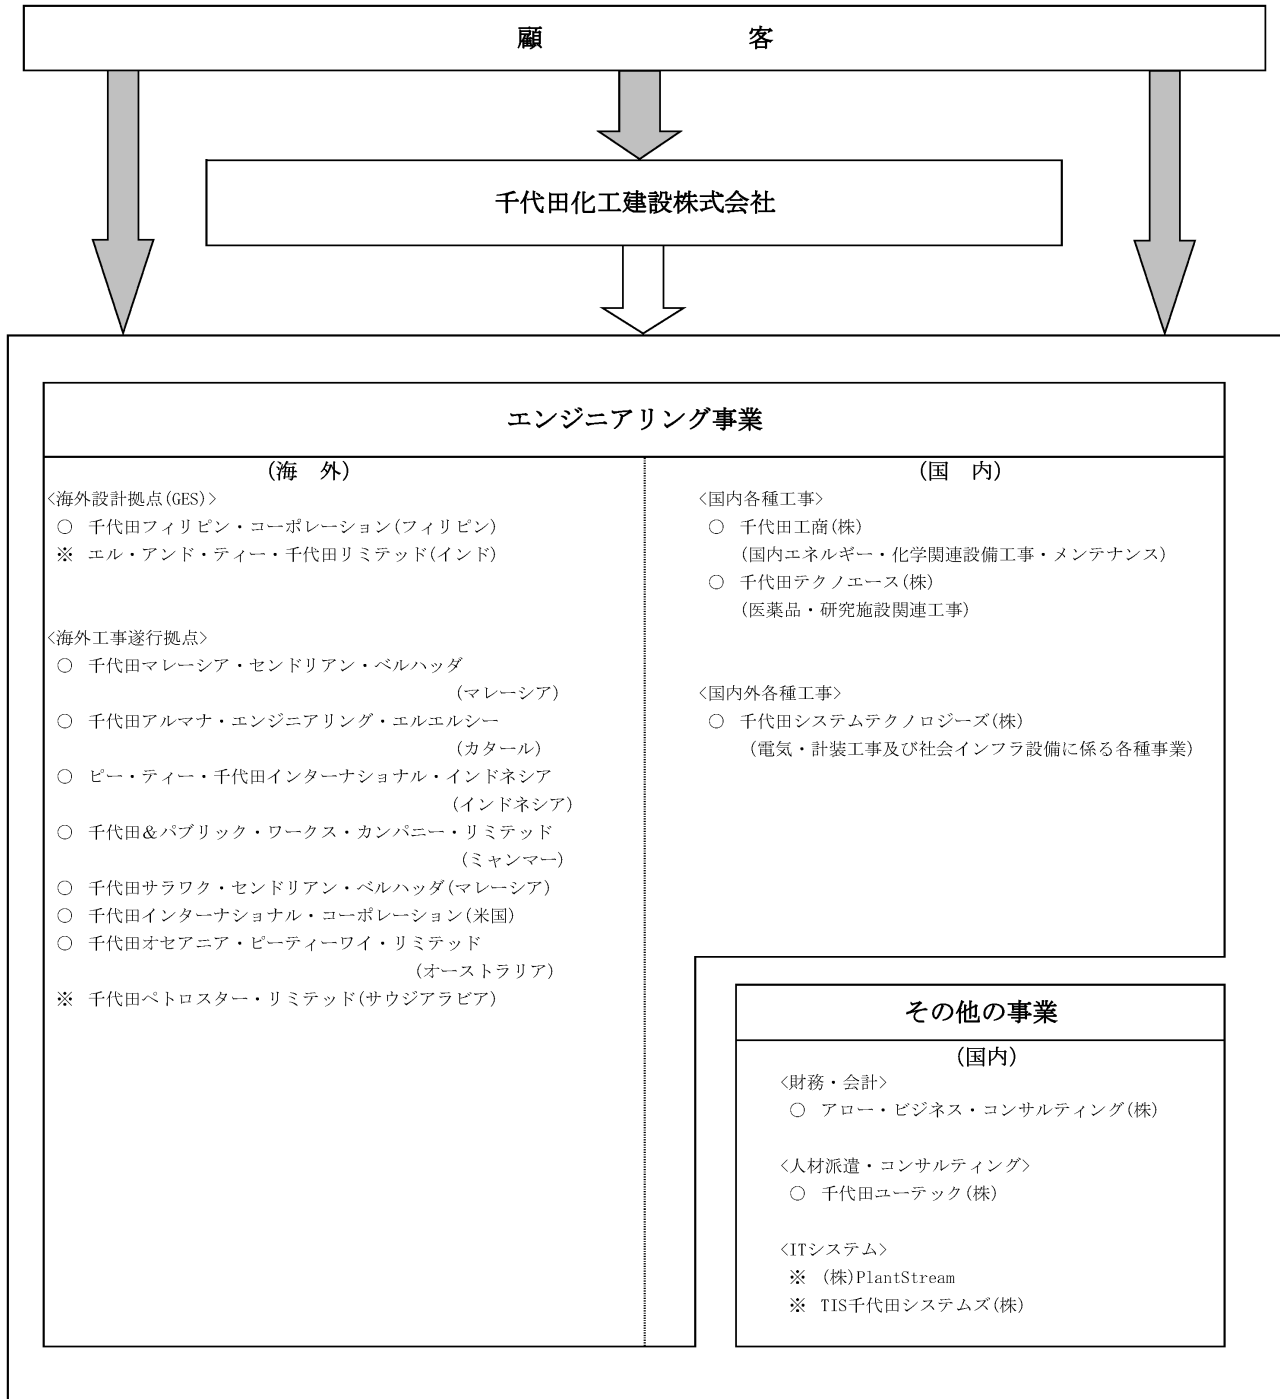 顧　客
千代田化工建設株式会社
エンジニアリング事業
(海　外)
<海外設計拠点(GES)>
○ 千代田フィリピン・コーポレーション(フィリピン)
※ エル・アンド・ティー・千代田リミテッド(インド)
<海外工事遂行拠点>
○ 千代田マレーシア・センドリアン・ベルハッダ
(マレーシア)
○ 千代田アルマナ・エンジニアリング・エルエルシー
(カタール)
○ ピー・ティー・千代田インターナショナル・インドネシア
(インドネシア)
○ 千代田＆パブリック・ワークス・カンパニー・リミテッド
(ミャンマー)
○ 千代田サラワク・センドリアン・ベルハッダ(マレーシア)
○ 千代田インターナショナル・コーポレーション(米国)
○ 千代田オセアニア・ピーティーワイ・リミテッド
(オーストラリア)
※ 千代田ペトロスター・リミテッド(サウジアラビア)
(国　内)
<国内各種工事>
○ 千代田工商(株)
(国内エネルギー・化学関連設備工事・メンテナンス)
○ 千代田テクノエース(株)
(医薬品・研究施設関連工事)
<国内外各種工事>
○ 千代田システムテクノロジーズ(株)
(電気・計装工事及び社会インフラ設備に係る各種事業)
その他の事業
(国内)
<財務・会計>
○ アロー・ビジネス・コンサルティング(株)
<人材派遣・コンサルティング>
○ 千代田ユーテック(株)
<ITシステム>
※ (株)PlantStream
※ TIS千代田システムズ(株)